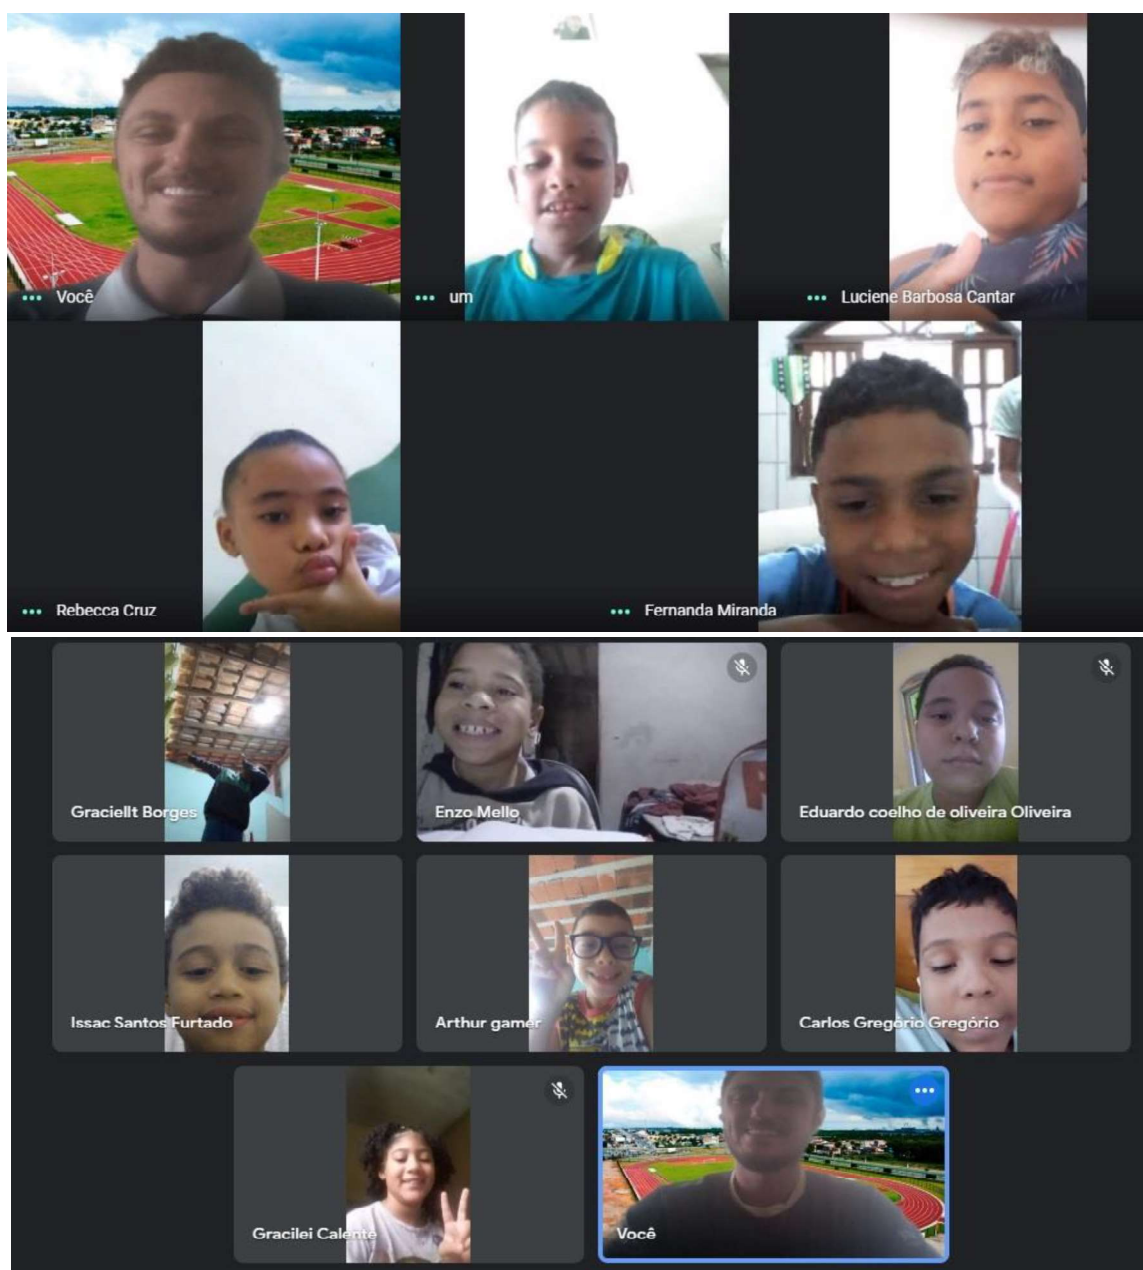 Você
um
Luciene Barbosa Cantar
Rebecca Cruz
Fernanda Miranda
Graciellt Borges
Enzo Mello
Eduardo coelho de oliveira Oliveira
Issac Santos Furtado
Arthur gamer
Carlos Gregório Gregório
Gracilei Calente
Você